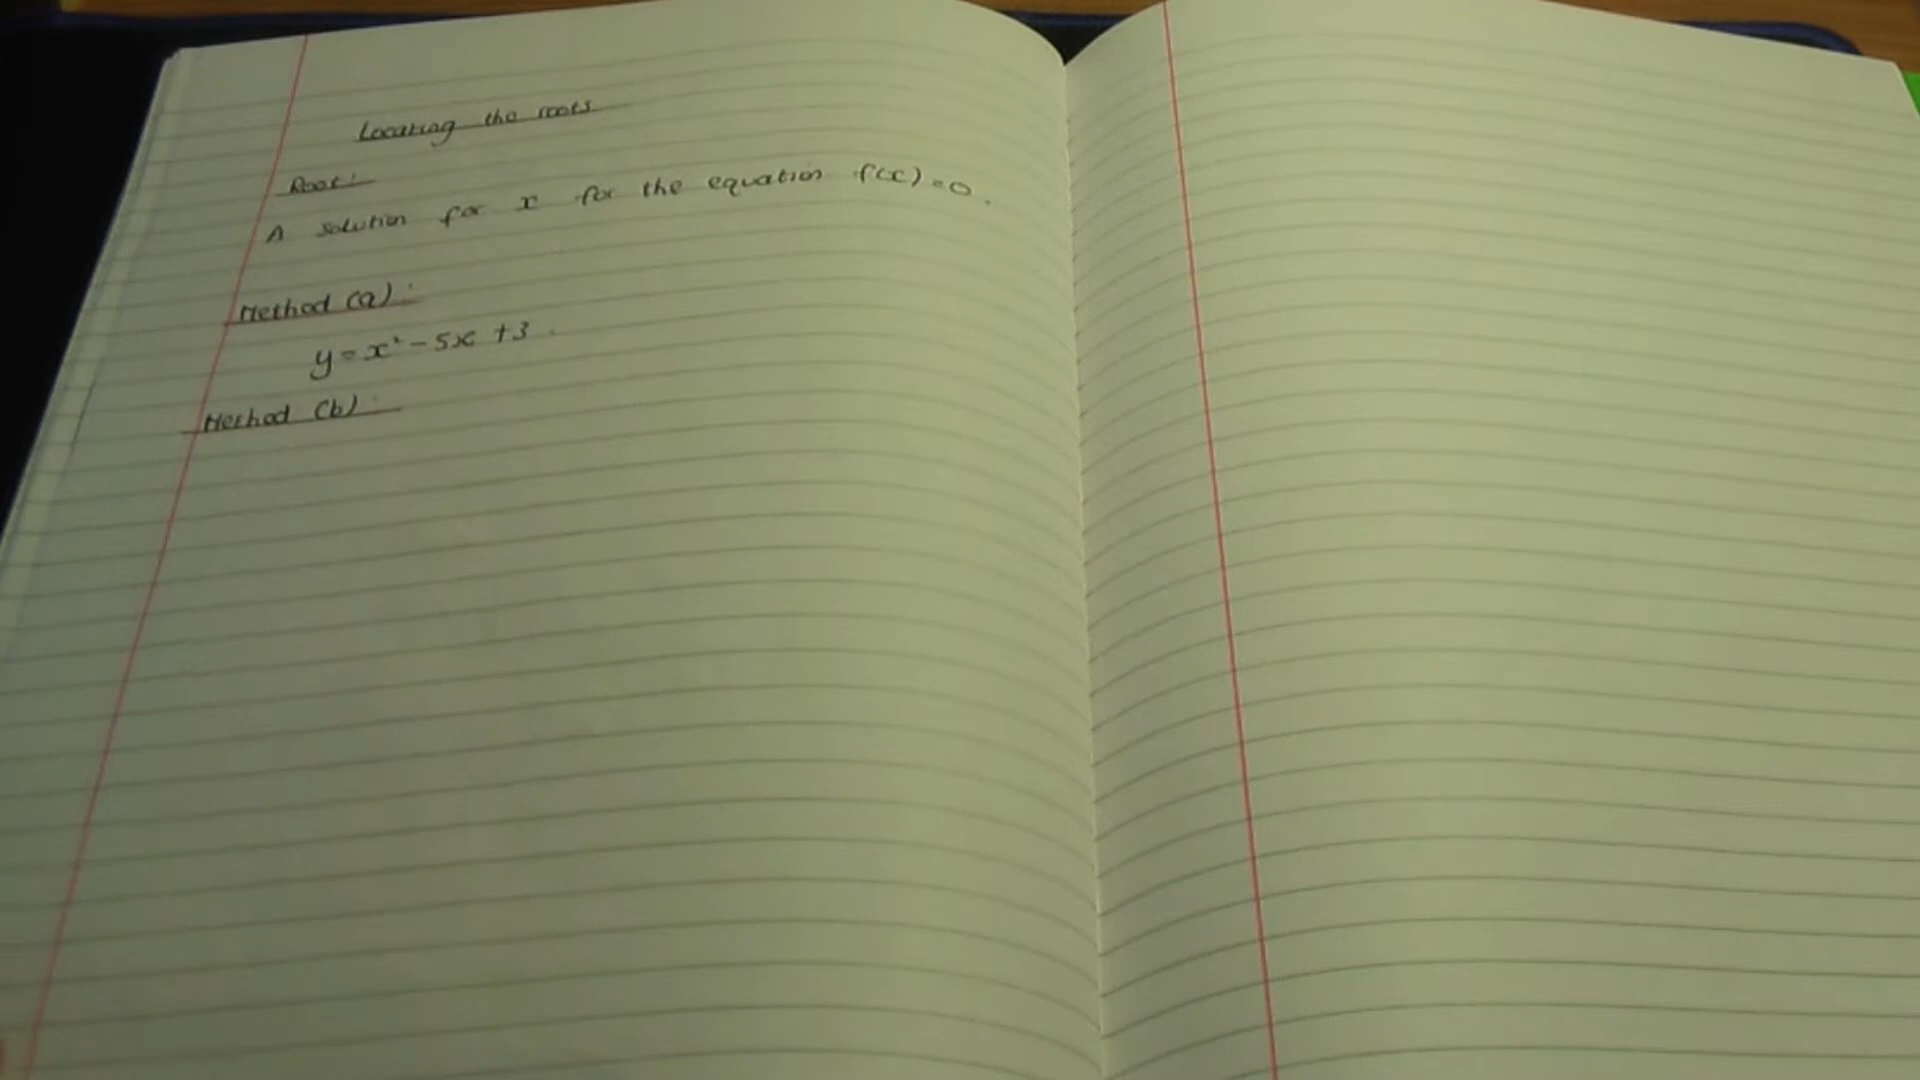 Locating the roots
Root:
A solution for x for the equation f(x)=0.
Method (a):
y=x²-5x+3.
Method (b):